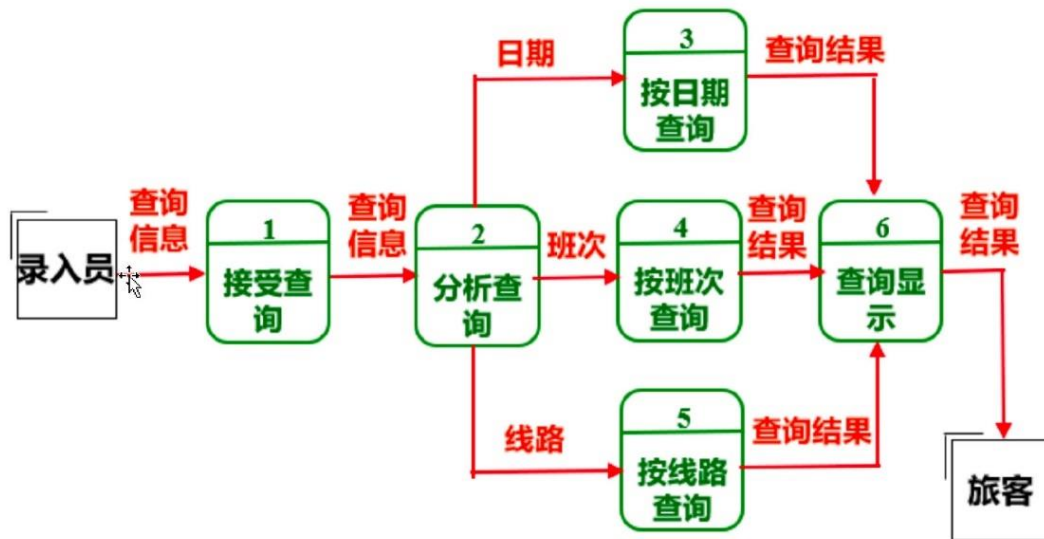 日期
3
按日期
查询
查询结果
录入员
查询
信息
1
接受查
询
查询
信息
2
分析查
询
班次
4
按班次
查询
查询
结果
6
查询显
示
查询
结果
线路
5
按线路
查询
查询结果
旅客